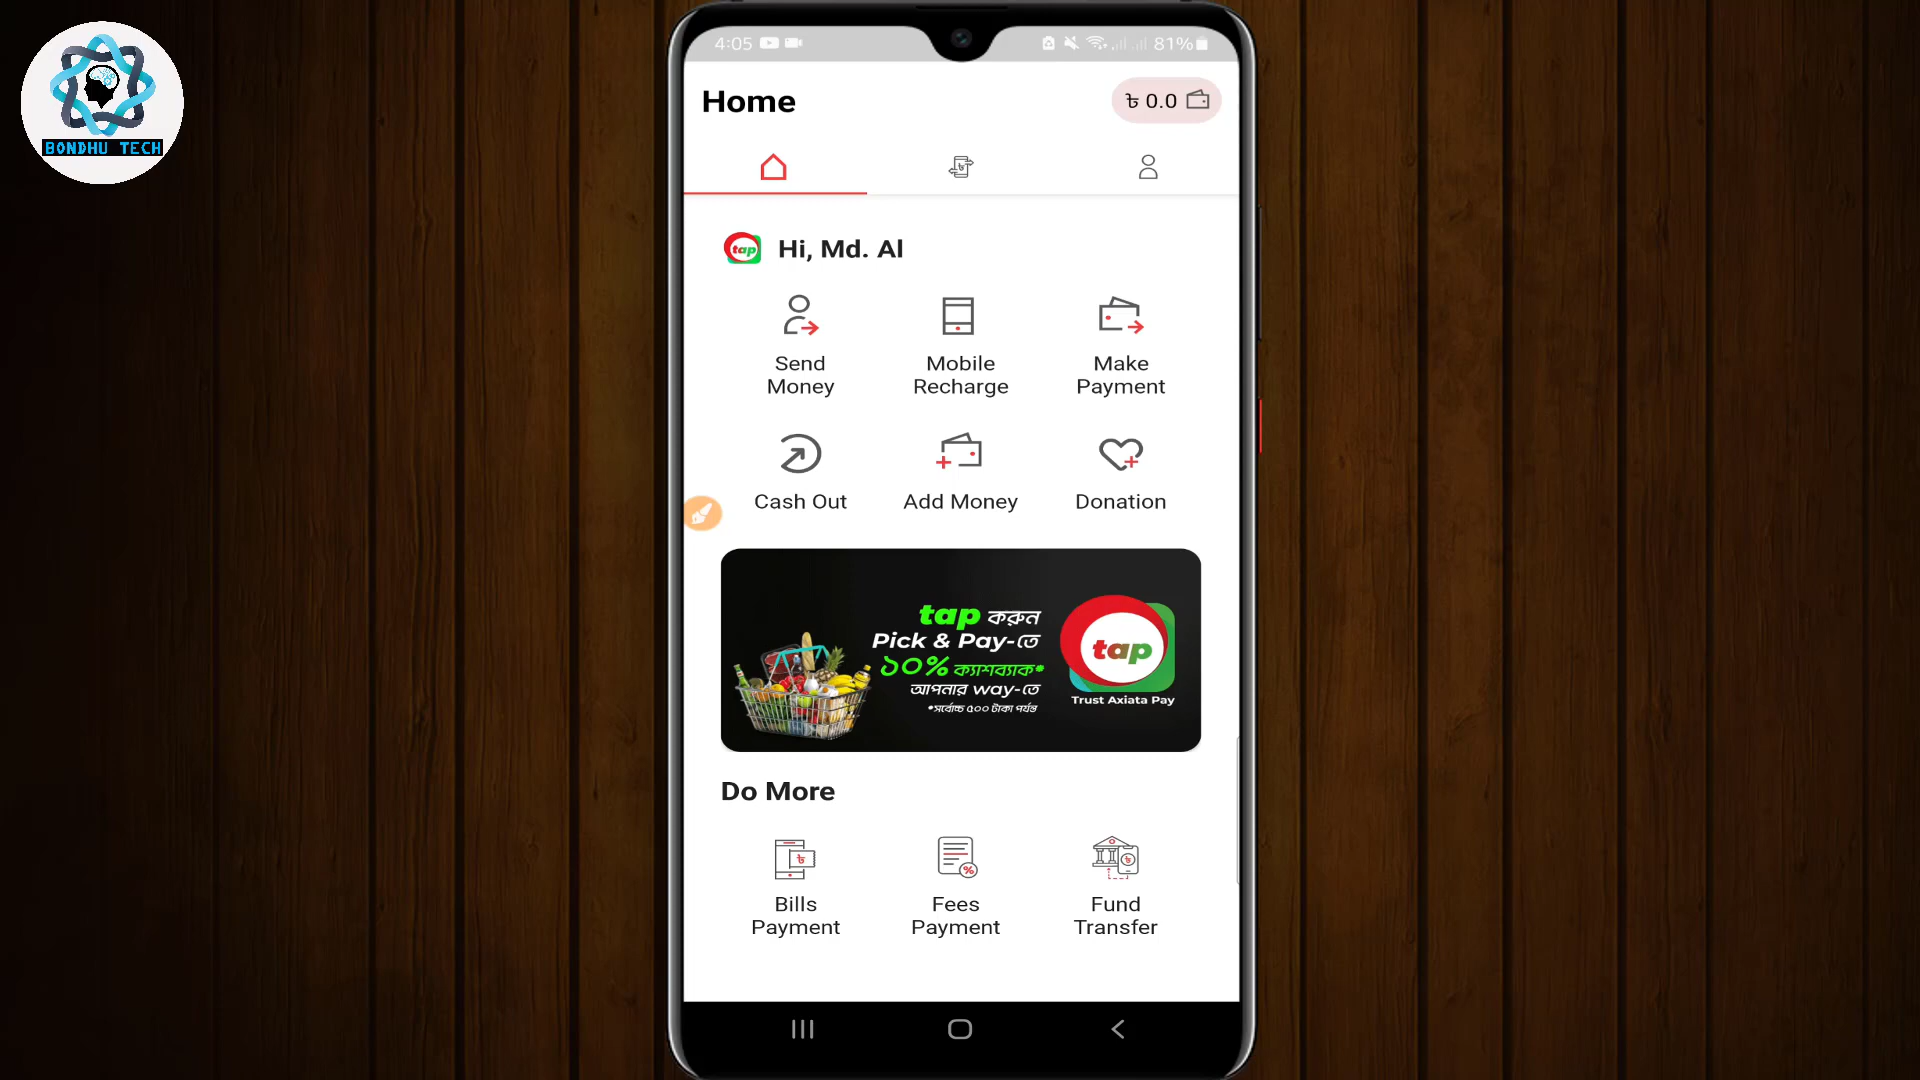 BONDHU TECH
4:05
81%
Home
৳ 0.0
tap
Hi, Md. Al
Send Money
Mobile Recharge
Make Payment
Cash Out
Add Money
Donation
tap করুন
Pick & Pay-তে
১০% ক্যাশব্যাক*
আপনার way-তে
*সর্বোচ্চ ৫০০ টাকা পর্যন্ত
tap
Trust Axiata Pay
Do More
Bills Payment
Fees Payment
Fund Transfer